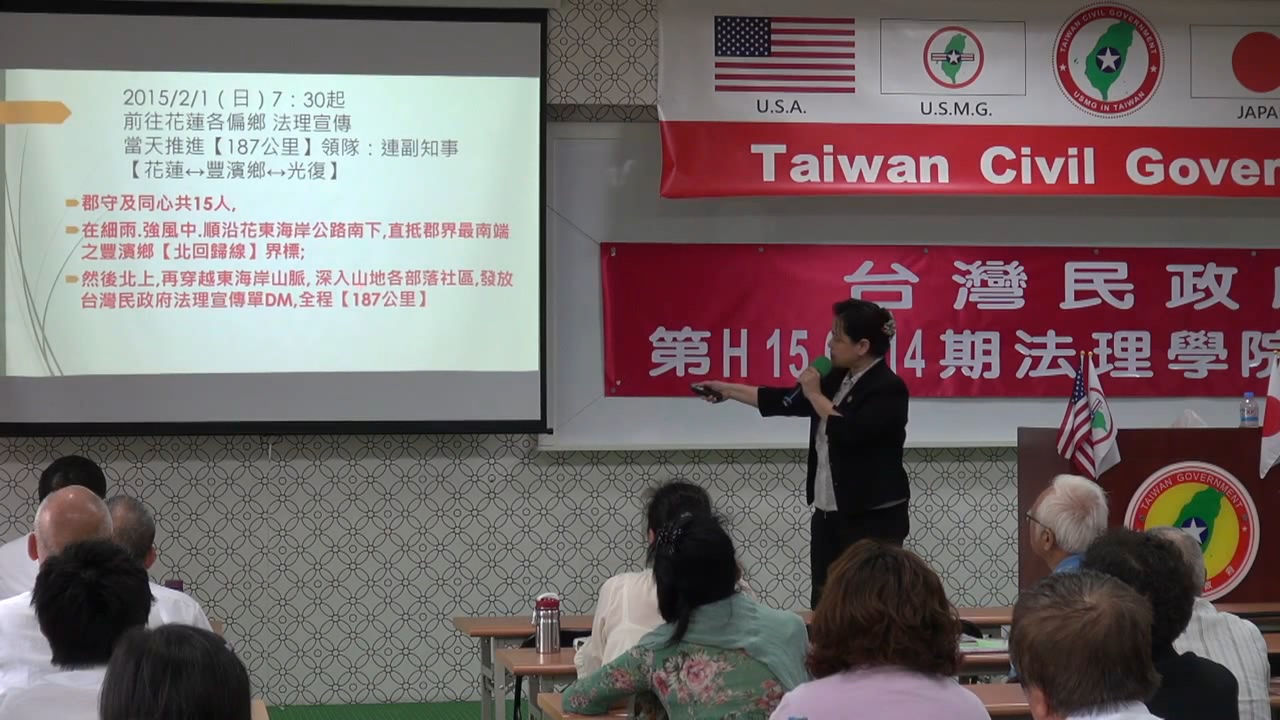 2015/2/1（日）7：30起
前往花蓮各偏鄉 法理宣傳
當天推進【187公里】領隊：連副知事
【花蓮↔豐濱鄉↔光復】
郡守及同心共15人,
在細雨.強風中.順沿花東海岸公路南下,直抵郡界最南端
之豐濱鄉【北回歸線】界標;
然後北上,再穿越東海岸山脈, 深入山地各部落社區,發放
台灣民政府法理宣傳單DM,全程【187公里】
U.S.A.
U.S.M.G.
TAIWAN CIVIL GOVERNMENT
USMG IN TAIWAN
JAPA
Taiwan Civil Gover
台灣民政
第H15 14期法理學院
TAIWAN GOVERNMENT